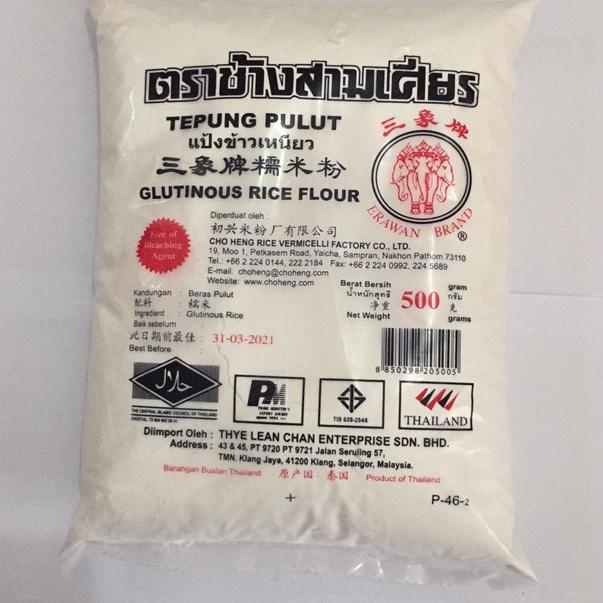 ตราช้างสามเศียร
TEPUNG PULUT
แป้งข้าวเหนียว
三象牌糯米粉
GLUTINOUS RICE FLOUR
三象牌
ERAWAN BRAND
®
Free of
Bleaching
Agent
Diperduat oleh :
初兴米粉厂有限公司
CHO HENG RICE VERMICELLI FACTORY CO., LTD.
19, Moo 1, Petkasem Road, Yaicha, Sampran, Nakhon Pathom 73110
Tel.: +66 2 224 0144, 222 2184 Fax: +66 2 224 0992, 224 5689
E-mail: choheng@choheng.com
Website: www.choheng.com
Kandungan : Beras Pulut
配料 : 糯米
Ingredient : Glutinous Rice
Baik sebelum :
此日期前最佳 : 31-03-2021
Best Before :
Berat Bersih gram
น้ำหนักสุทธิ 500 กรัม
净重 克
Net Weight grams
8 850298 205005
حلال
THE CENTRAL ISLAMIC COUNCIL OF THAILAND
PM
PRIME MINISTER'S
EXPORT AWARD
1994
TIS 639-2548
THAILAND
Diimport Oleh : THYE LEAN CHAN ENTERPRISE SDN. BHD.
Address : 43 & 45, PT 9720 PT 9721 Jalan Seruling 57,
TMN. Klang Jaya, 41200 Klang, Selangor, Malaysia.
Barangan Buatan Thailand 原产国 : 泰国 Product of Thailand
P-46-2